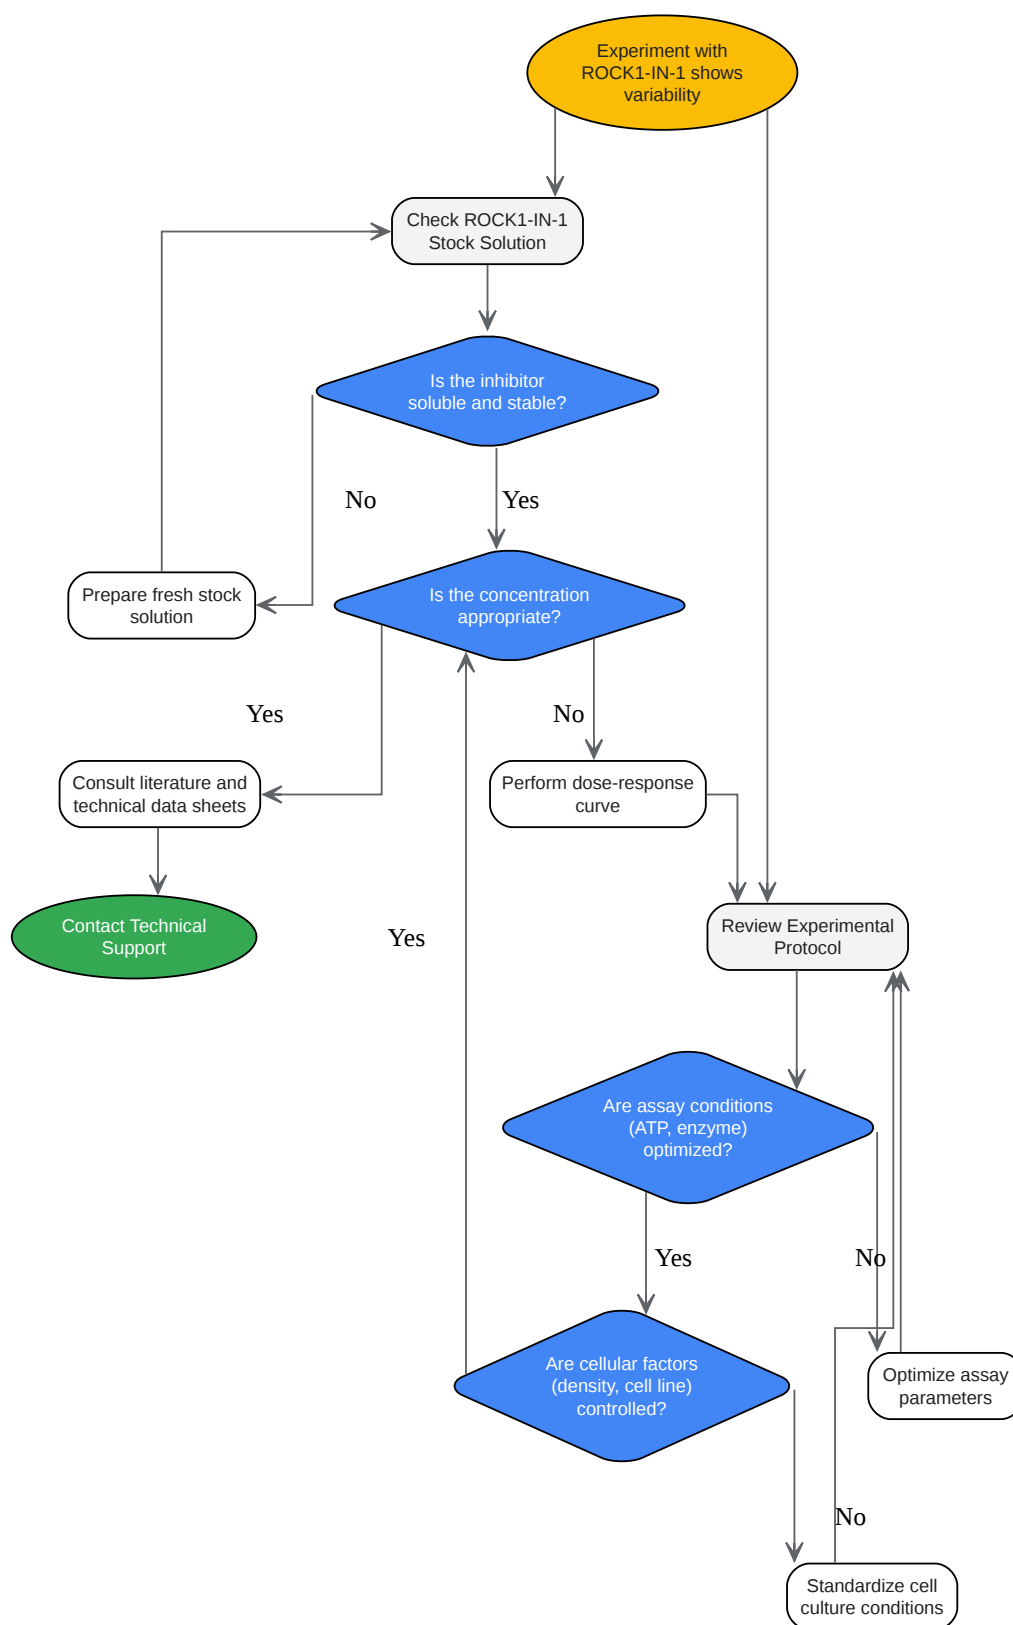 Experiment with
ROCK1-IN-1 shows
variability
Check ROCK1-IN-1
Stock Solution
Is the inhibitor
soluble and stable?
No
Yes
Prepare fresh stock
solution
Is the concentration
appropriate?
Yes
No
Consult literature and
technical data sheets
Perform dose-response
curve
Contact Technical
Support
Yes
Review Experimental
Protocol
Are assay conditions
(ATP, enzyme)
optimized?
Yes
No
Are cellular factors
(density, cell line)
controlled?
Optimize assay
parameters
No
Standardize cell
culture conditions